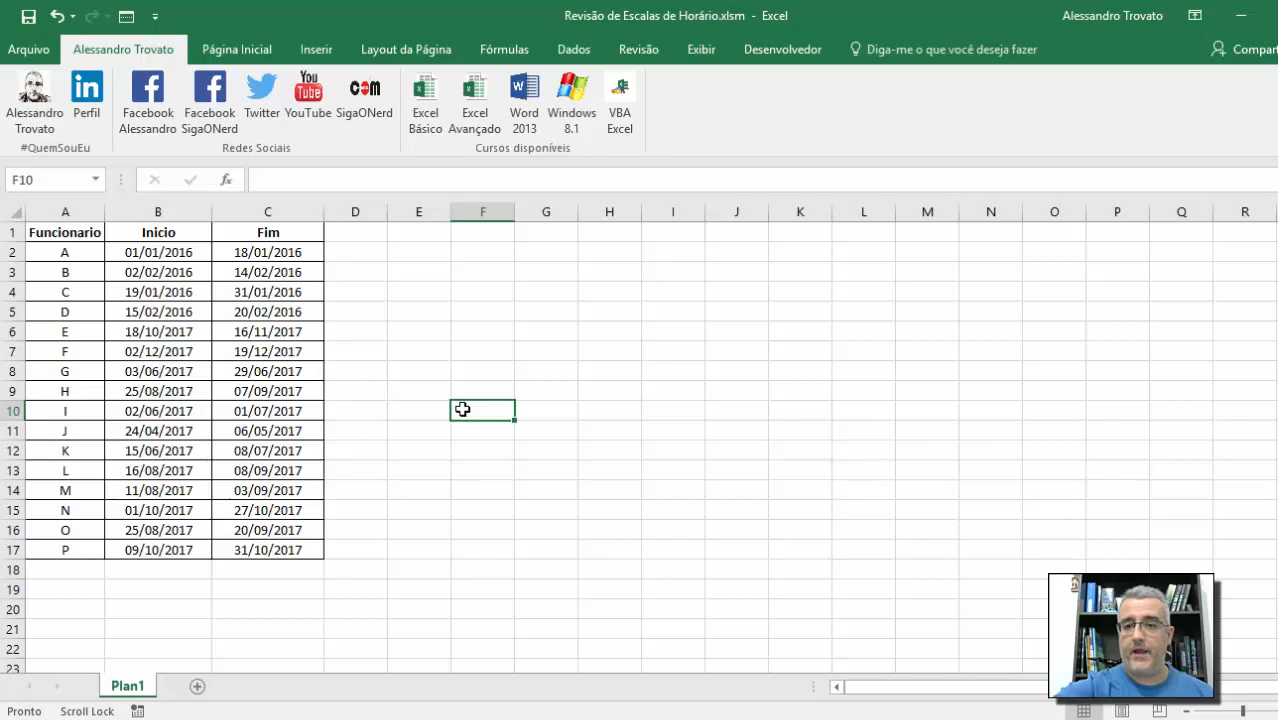 Revisão de Escalas de Horário.xlsm - Excel
Alessandro Trovato
Arquivo Alessandro Trovato Página Inicial Inserir Layout da Página Fórmulas Dados Revisão Exibir Desenvolvedor Diga-me o que você deseja fazer Compart
Alessandro Trovato
Perfil
#QuemSouEu
Facebook Alessandro
Facebook SigaONerd
Twitter
You Tube
YouTube
COM
SigaONerd
Redes Sociais
Excel Básico
Excel Avançado
Word 2013
Windows 8.1
VBA Excel
Cursos disponíveis
F10 fx
A B C D E F G H I J K L M N O P Q R
1 Funcionario Inicio Fim
2 A 01/01/2016 18/01/2016
3 B 02/02/2016 14/02/2016
4 C 19/01/2016 31/01/2016
5 D 15/02/2016 20/02/2016
6 E 18/10/2017 16/11/2017
7 F 02/12/2017 19/12/2017
8 G 03/06/2017 29/06/2017
9 H 25/08/2017 07/09/2017
10 I 02/06/2017 01/07/2017
11 J 24/04/2017 06/05/2017
12 K 15/06/2017 08/07/2017
13 L 16/08/2017 08/09/2017
14 M 11/08/2017 03/09/2017
15 N 01/10/2017 27/10/2017
16 O 25/08/2017 20/09/2017
17 P 09/10/2017 31/10/2017
18
19
20
21
22
23
Plan1
Pronto Scroll Lock